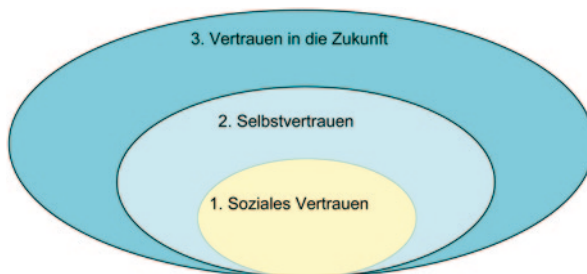 3. Vertrauen in die Zukunft
2. Selbstvertrauen
1. Soziales Vertrauen